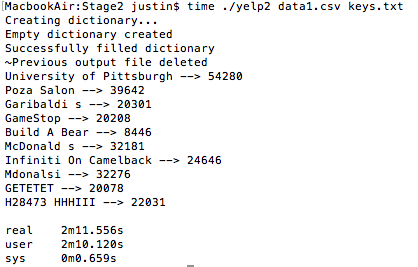 MacbookAir:Stage2 justin$ time ./yelp2 data1.csv keys.txt
Creating dictionary...
Empty dictionary created
Successfully filled dictionary
~Previous output file deleted
University of Pittsburgh --> 54280
Poza Salon --> 39642
Garibaldi s --> 20301
GameStop --> 20208
Build A Bear --> 8446
McDonald s --> 32181
Infiniti On Camelback --> 24646
Mdonalsi --> 32276
GETETET --> 20078
H28473 HHHIII --> 22031
real 2m11.556s
user 2m10.120s
sys 0m0.659s